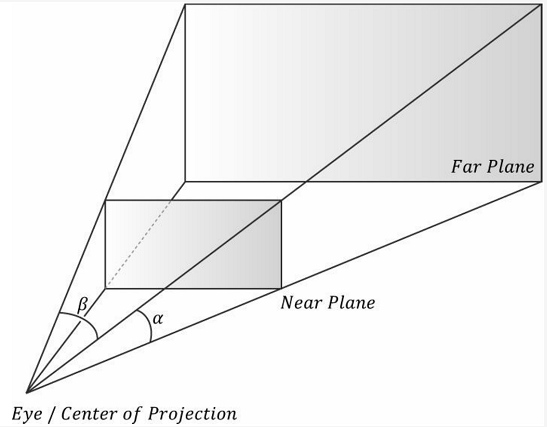 Far Plane
Near Plane
β
α
Eye / Center of Projection